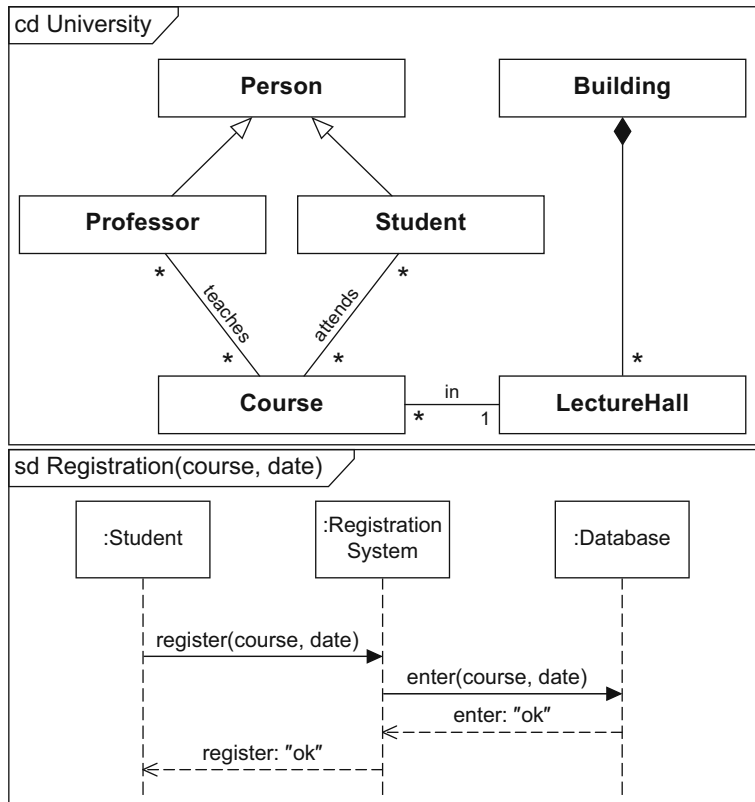 cd University
Person
Building
Professor
Student
*
*
teaches
attends
*
*
*
Course
in
LectureHall
*
1
sd Registration(course, date)
:Student
:Registration
System
:Database
register(course, date)
enter(course, date)
enter: "ok"
register: "ok"